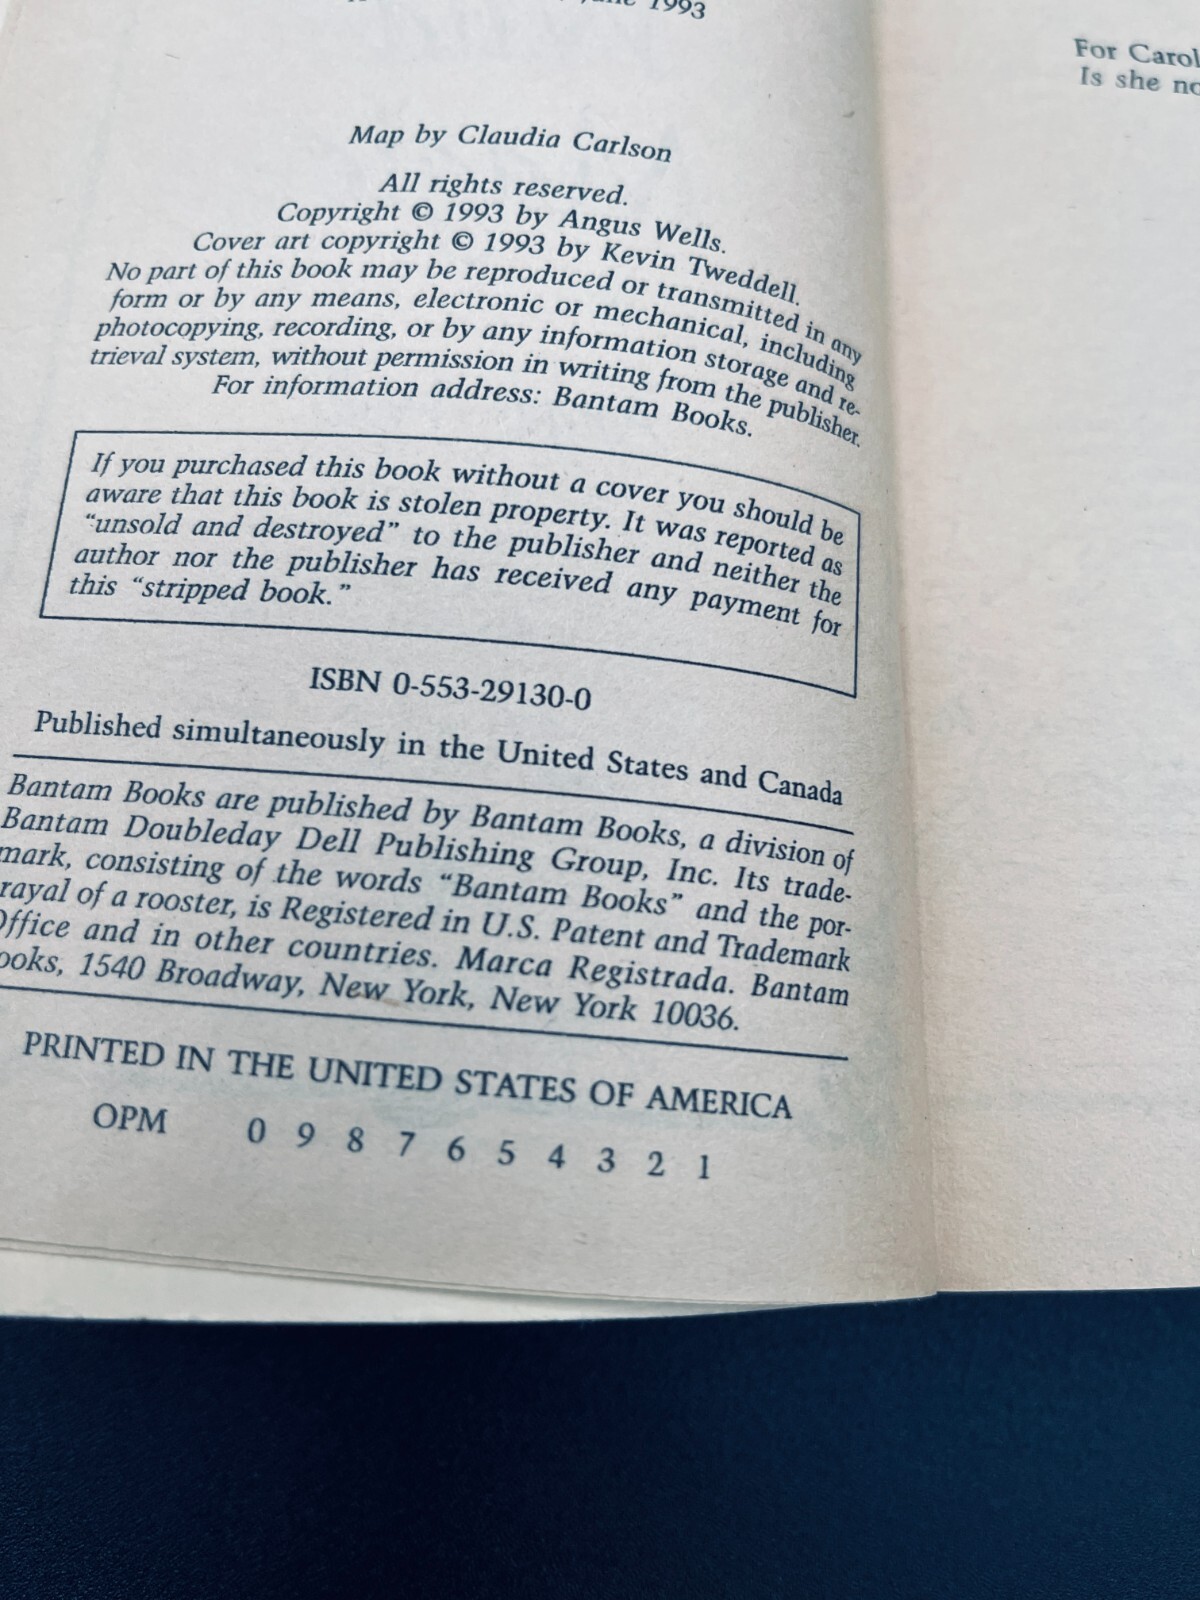 June 1993
Map by Claudia Carlson
All rights reserved.
Copyright © 1993 by Angus Wells.
Cover art copyright © 1993 by Kevin Tweddell.
No part of this book may be reproduced or transmitted in any
form or by any means, electronic or mechanical, including
photocopying, recording, or by any information storage and re-
trieval system, without permission in writing from the publisher.
For information address: Bantam Books.
If you purchased this book without a cover you should be
aware that this book is stolen property. It was reported as
“unsold and destroyed” to the publisher and neither the
author nor the publisher has received any payment for
this “stripped book.”
ISBN 0-553-29130-0
Published simultaneously in the United States and Canada
Bantam Books are published by Bantam Books, a division of
Bantam Doubleday Dell Publishing Group, Inc. Its trade-
mark, consisting of the words “Bantam Books” and the por-
rayal of a rooster, is Registered in U.S. Patent and Trademark
Office and in other countries. Marca Registrada. Bantam
ooks, 1540 Broadway, New York, New York 10036.
PRINTED IN THE UNITED STATES OF AMERICA
OPM 0 9 8 7 6 5 4 3 2 1
For Carol
Is she no